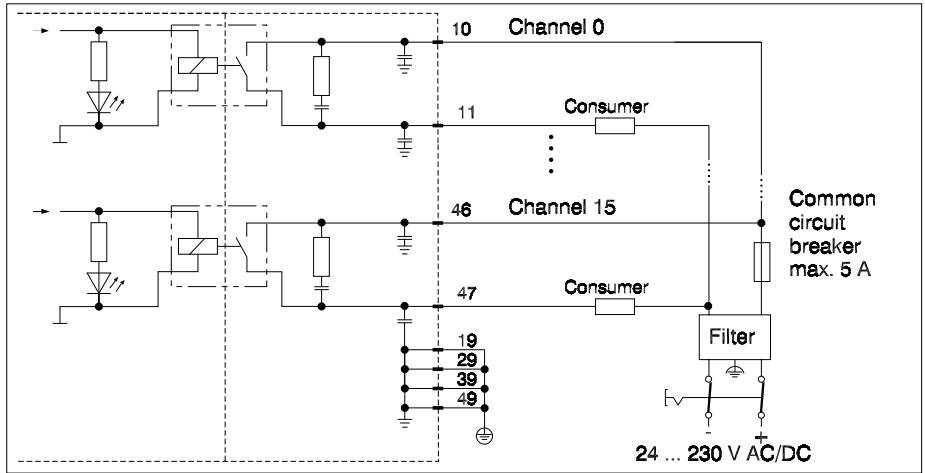 10 Channel 0
11 Consumer
46 Channel 15
Common
circuit
breaker
max. 5 A
47 Consumer
Filter
19
29
39
49
- +
24 ... 230 V AC/DC